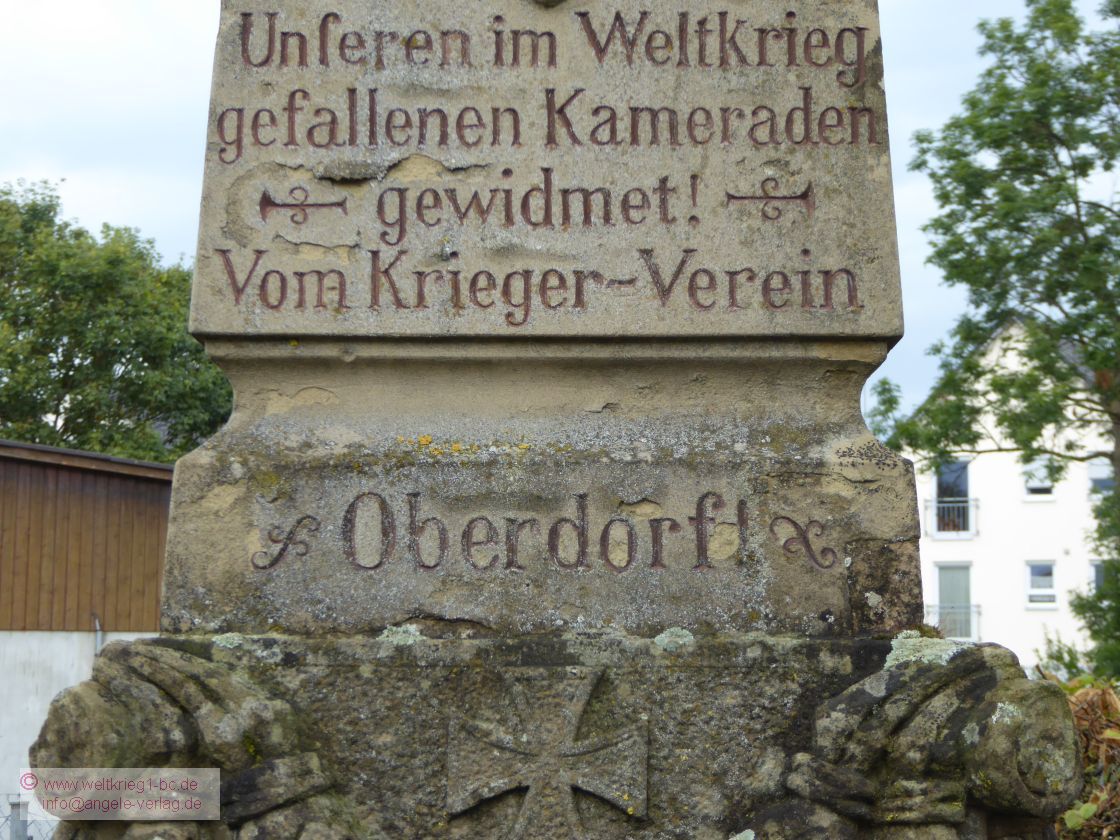 Unſeren im Weltkrieg
gefallenen Kameraden
gewidmet!
Vom Krieger-Verein
Oberdorf!
© www.weltkrieg1-bc.de
info@angele-verlag.de